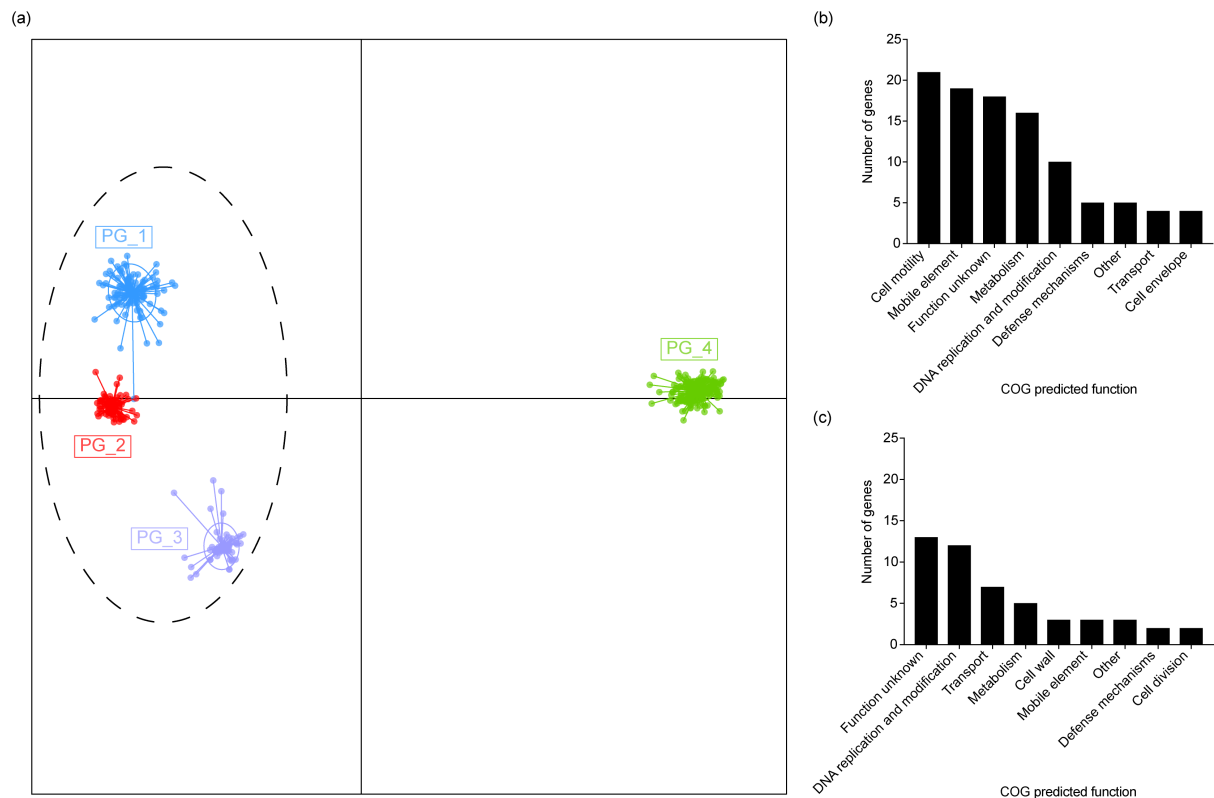 (a)
PG_1
PG_2
PG_3
PG_4
(b)
Number of genes
25
20
15
10
5
0
Cell motility
Mobile element
Function unknown
Metabolism
DNA replication and modification
Defense mechanisms
Other
Transport
Cell envelope
COG predicted function
(c)
Number of genes
25
20
15
10
5
0
Function unknown
DNA replication and modification
Transport
Metabolism
Cell wall
Mobile element
Other
Defense mechanisms
Cell division
COG predicted function